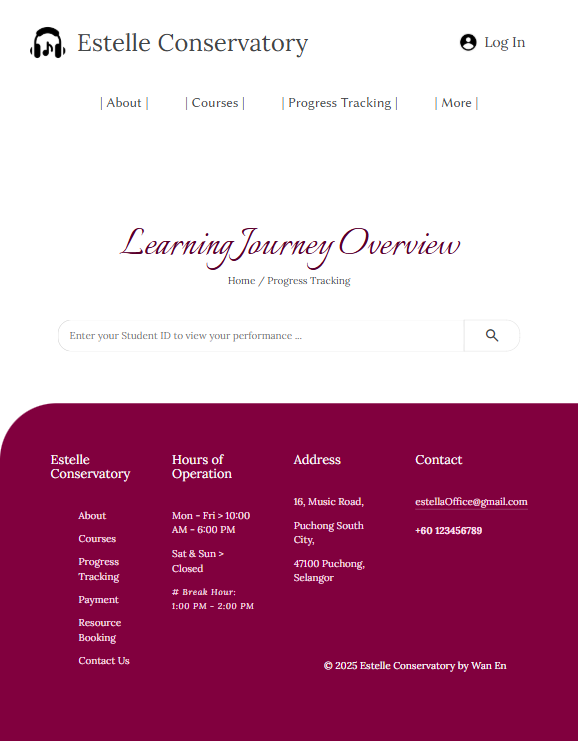 Estelle Conservatory
Log In
| About |
| Courses |
| Progress Tracking |
| More |
Learning Journey Overview
Home / Progress Tracking
Enter your Student ID to view your performance ...
Estelle
Conservatory
About
Courses
Progress
Tracking
Payment
Resource
Booking
Contact Us
Hours of
Operation
Mon - Fri > 10:00
AM - 6:00 PM
Sat & Sun >
Closed
# Break Hour:
1:00 PM - 2:00 PM
Address
16, Music Road,
Puchong South
City,
47100 Puchong,
Selangor
Contact
estellaOffice@gmail.com
+60 123456789
© 2025 Estelle Conservatory by Wan En